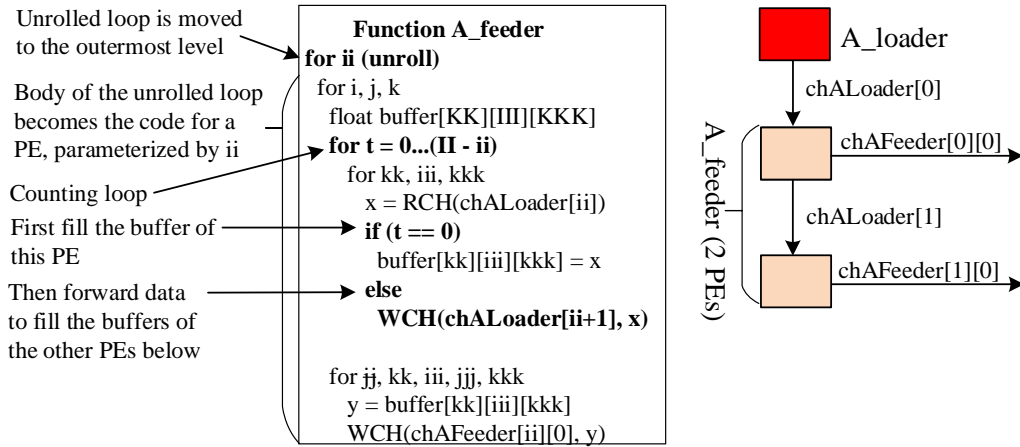 Unrolled loop is moved
to the outermost level
Body of the unrolled loop
becomes the code for a
PE, parameterized by ii
Counting loop
First fill the buffer of
this PE
Then forward data
to fill the buffers of
the other PEs below
Function A_feeder
for ii (unroll)
for i, j, k
float buffer[KK][III][KKK]
for t = 0...(II - ii)
for kk, iii, kkk
x = RCH(chALoader[ii])
if (t == 0)
buffer[kk][iii][kkk] = x
else
WCH(chALoader[ii+1], x)
for jj, kk, iii, jjj, kkk
y = buffer[kk][iii][kkk]
WCH(chAFeeder[ii][0], y)
A_loader
chALoader[0]
A_feeder (2 PEs)
chAFeeder[0][0]
chALoader[1]
chAFeeder[1][0]